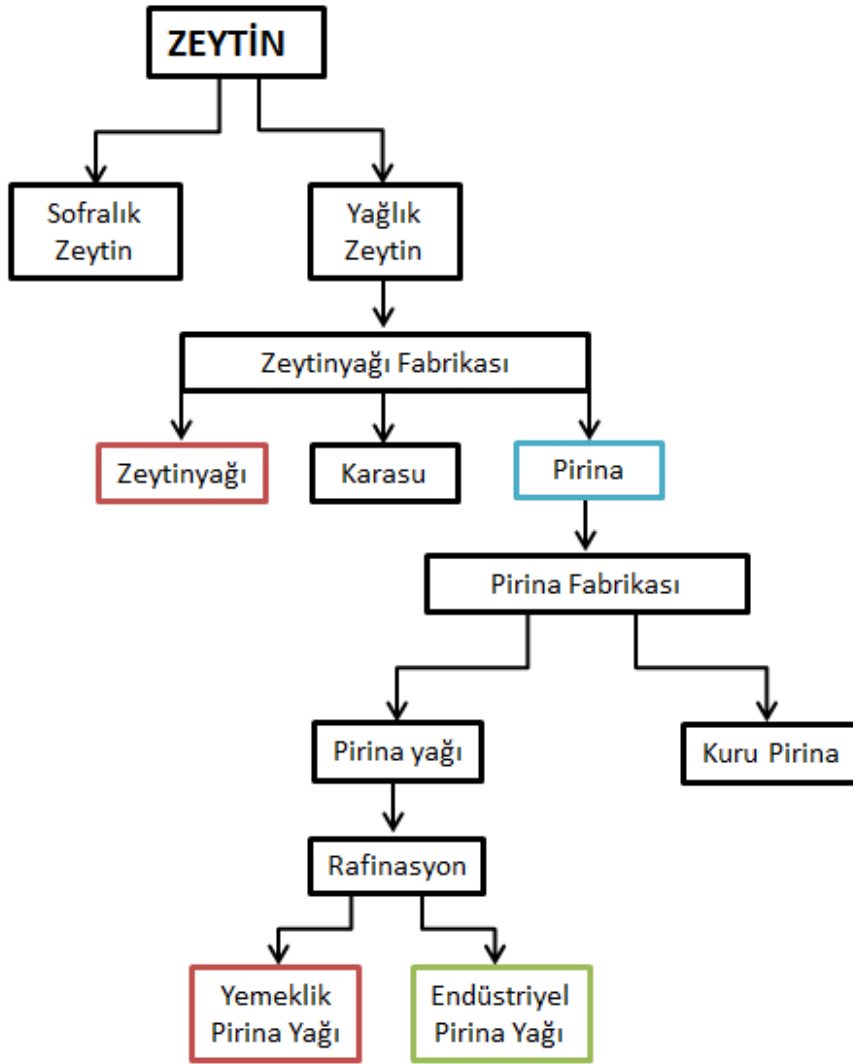 ZEYTİN
Sofralık
Zeytin
Yağlık
Zeytin
Zeytinyağı Fabrikası
Zeytinyağı
Karasu
Pirina
Pirina Fabrikası
Pirina yağı
Kuru Pirina
Rafinasyon
Yemeklik
Pirina Yağı
Endüstriyel
Pirina Yağı